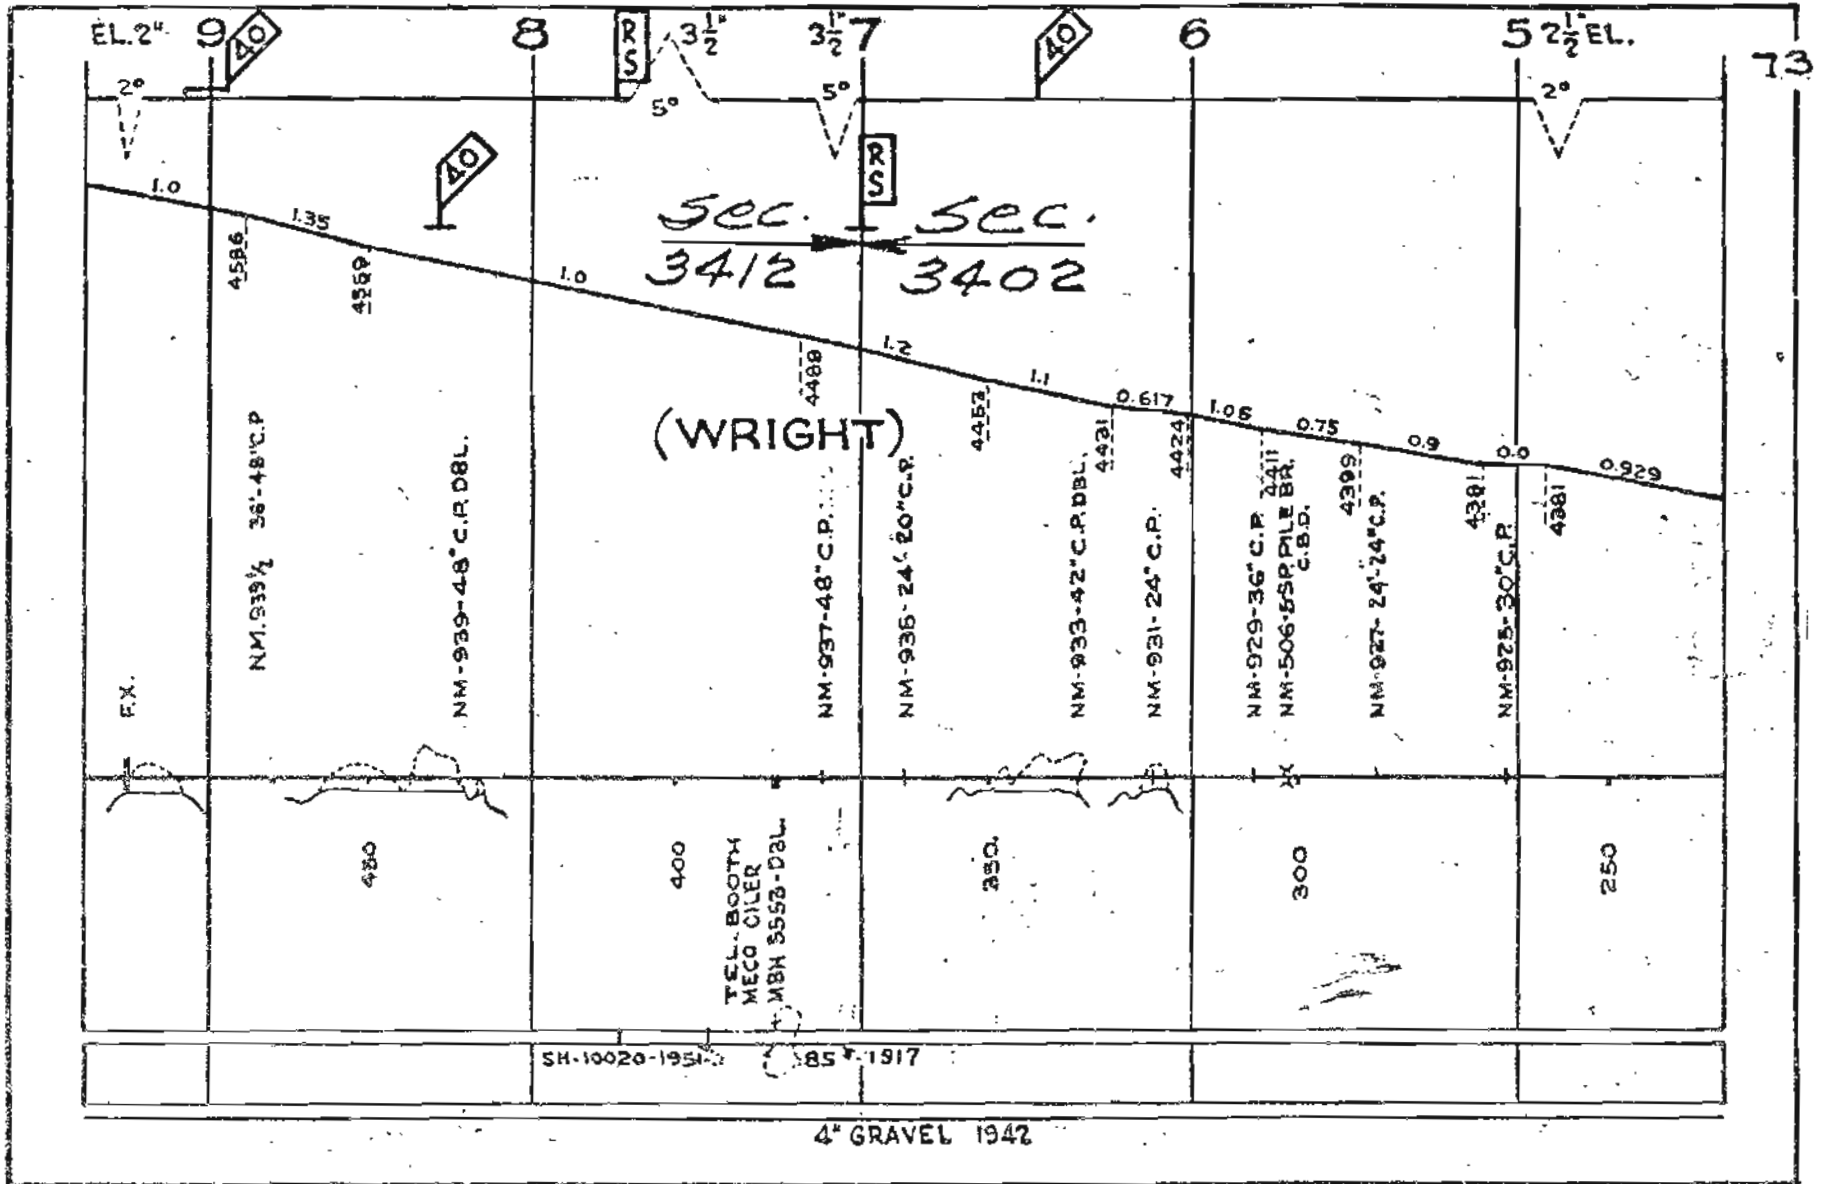 EL. 2" 9 40 8 RS 3½" 3½" 7 40 6 5 2½" EL.
73
2° 5° 5° 2°
40
RS
1.0 1.35 1.0 1.2 1.1 0.617 1.05 0.75 0.9 0.0 0.929
Sec. Sec.
3412 3402
4586
4569
4489
4453
4431
4424
4411
4399
4381
4381
(WRIGHT)
F.X.
NM.939½ 36'-48"C.P
NM-939-48"C.P. DBL.
NM-937-48"C.P.
NM-935-24'-20"C.P.
NM-933-42"C.P. DBL.
NM-931-24"C.P.
NM-929-36"C.P.
NM-506-5SP. PILE BR.
C.B.D.
NM-927-24'-24"C.P.
NM-925-30"C.P.
450
400
350
300
250
TEL. BOOTH
MECO OILER
MBH 3553-DBL.
SH-10020-1951 85#-1917
4" GRAVEL 1942